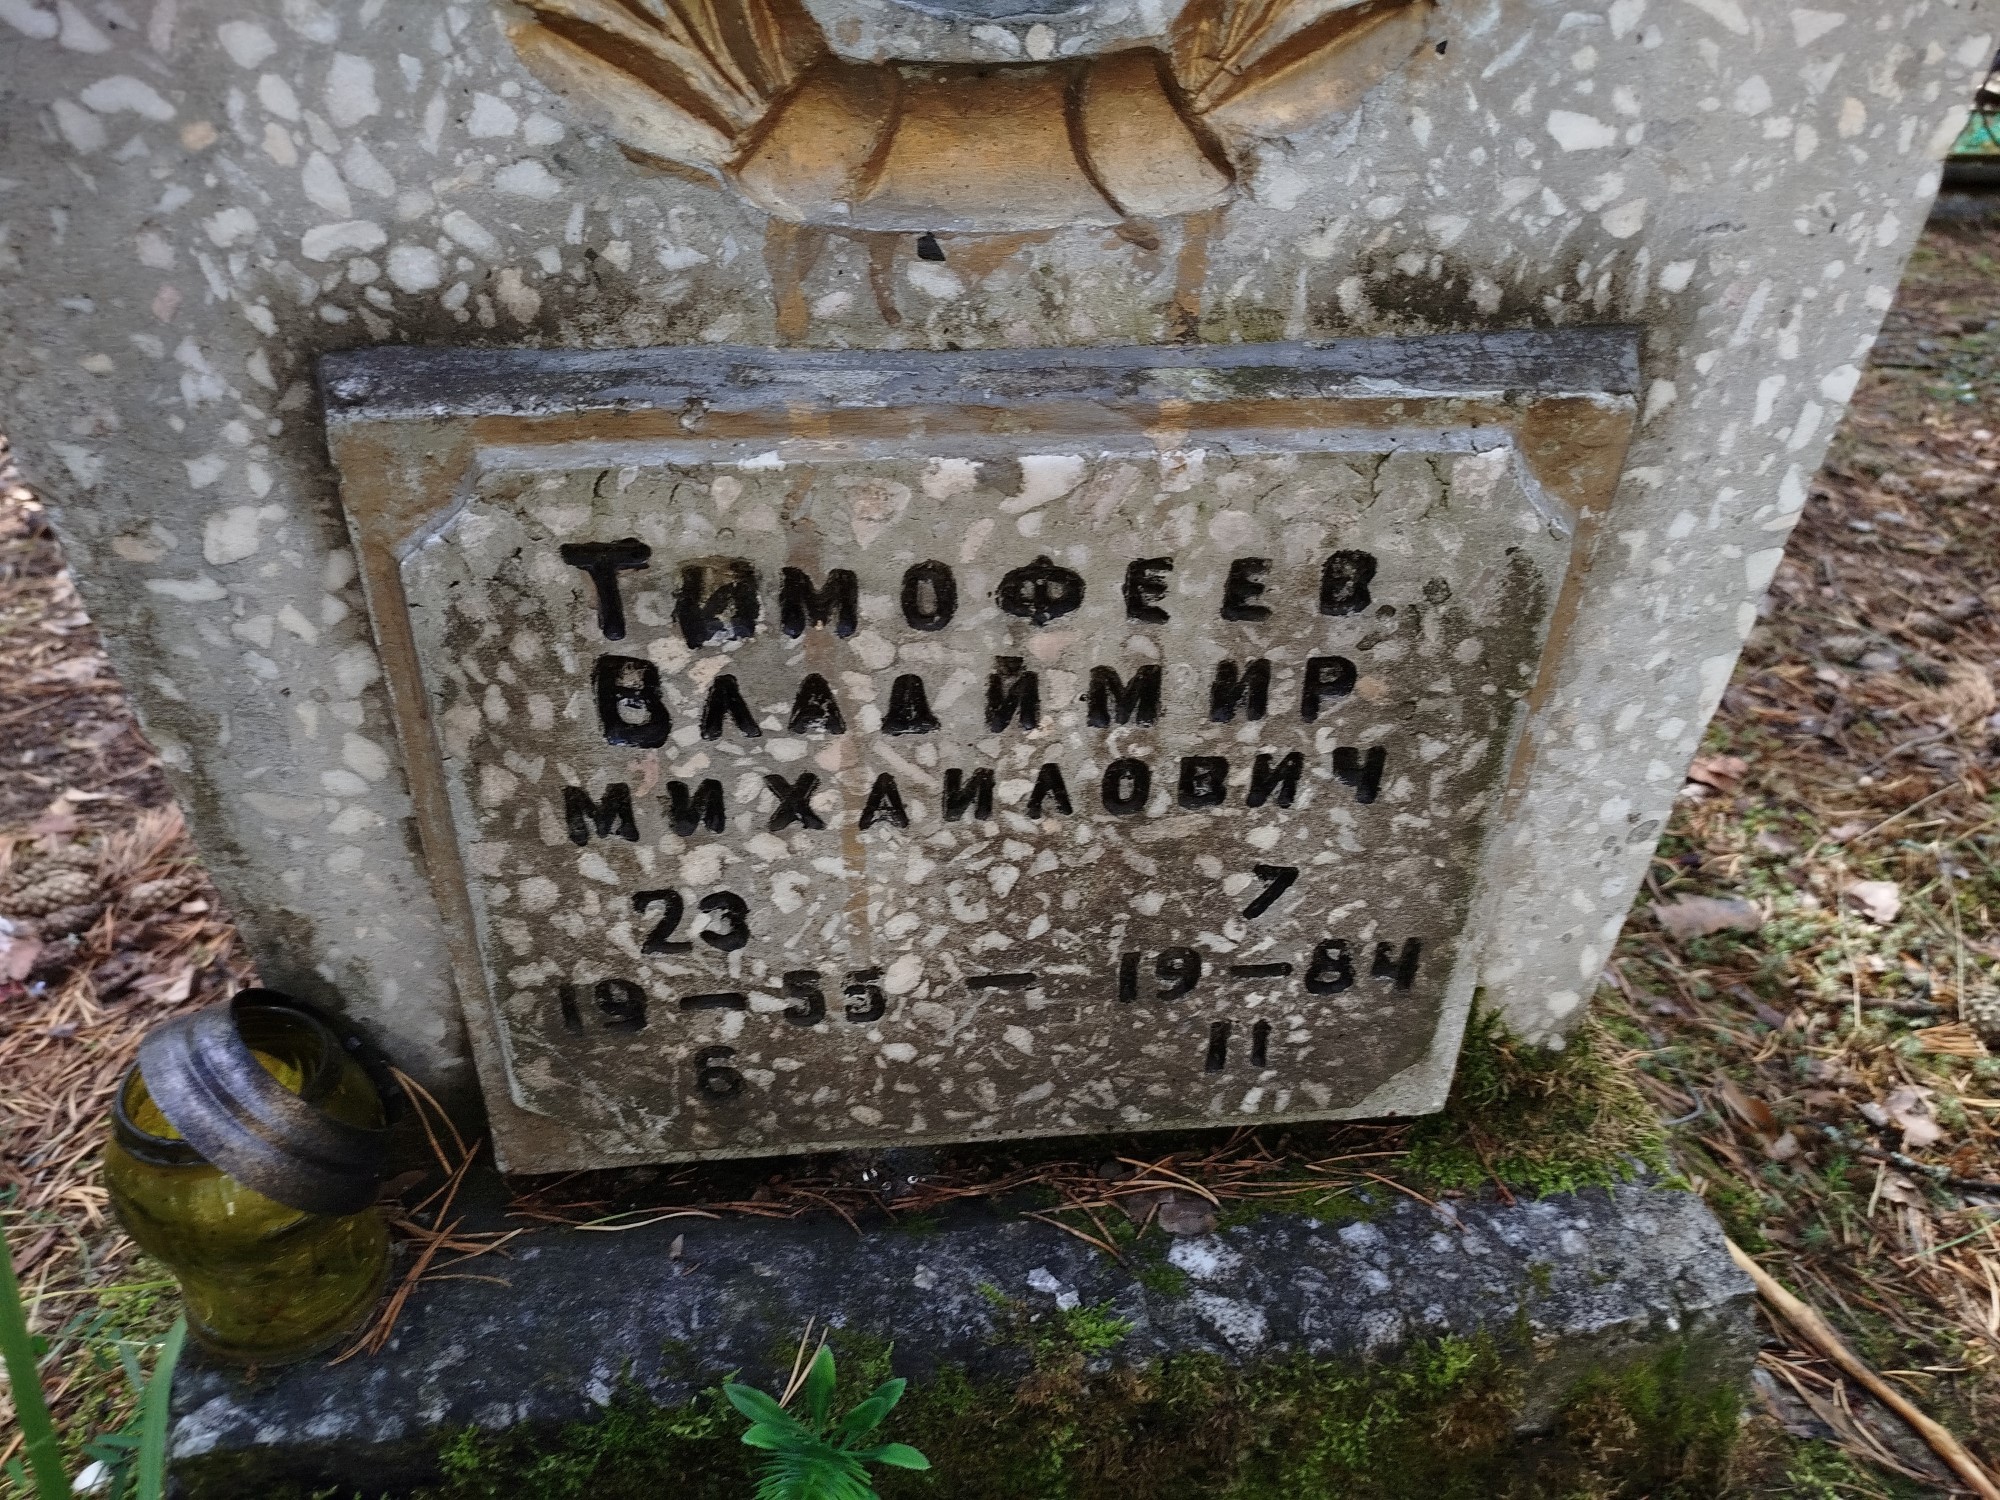 Тимофеев
Владймир
Михаилович
23 7
19 — 55 — 19 — 84
6 11